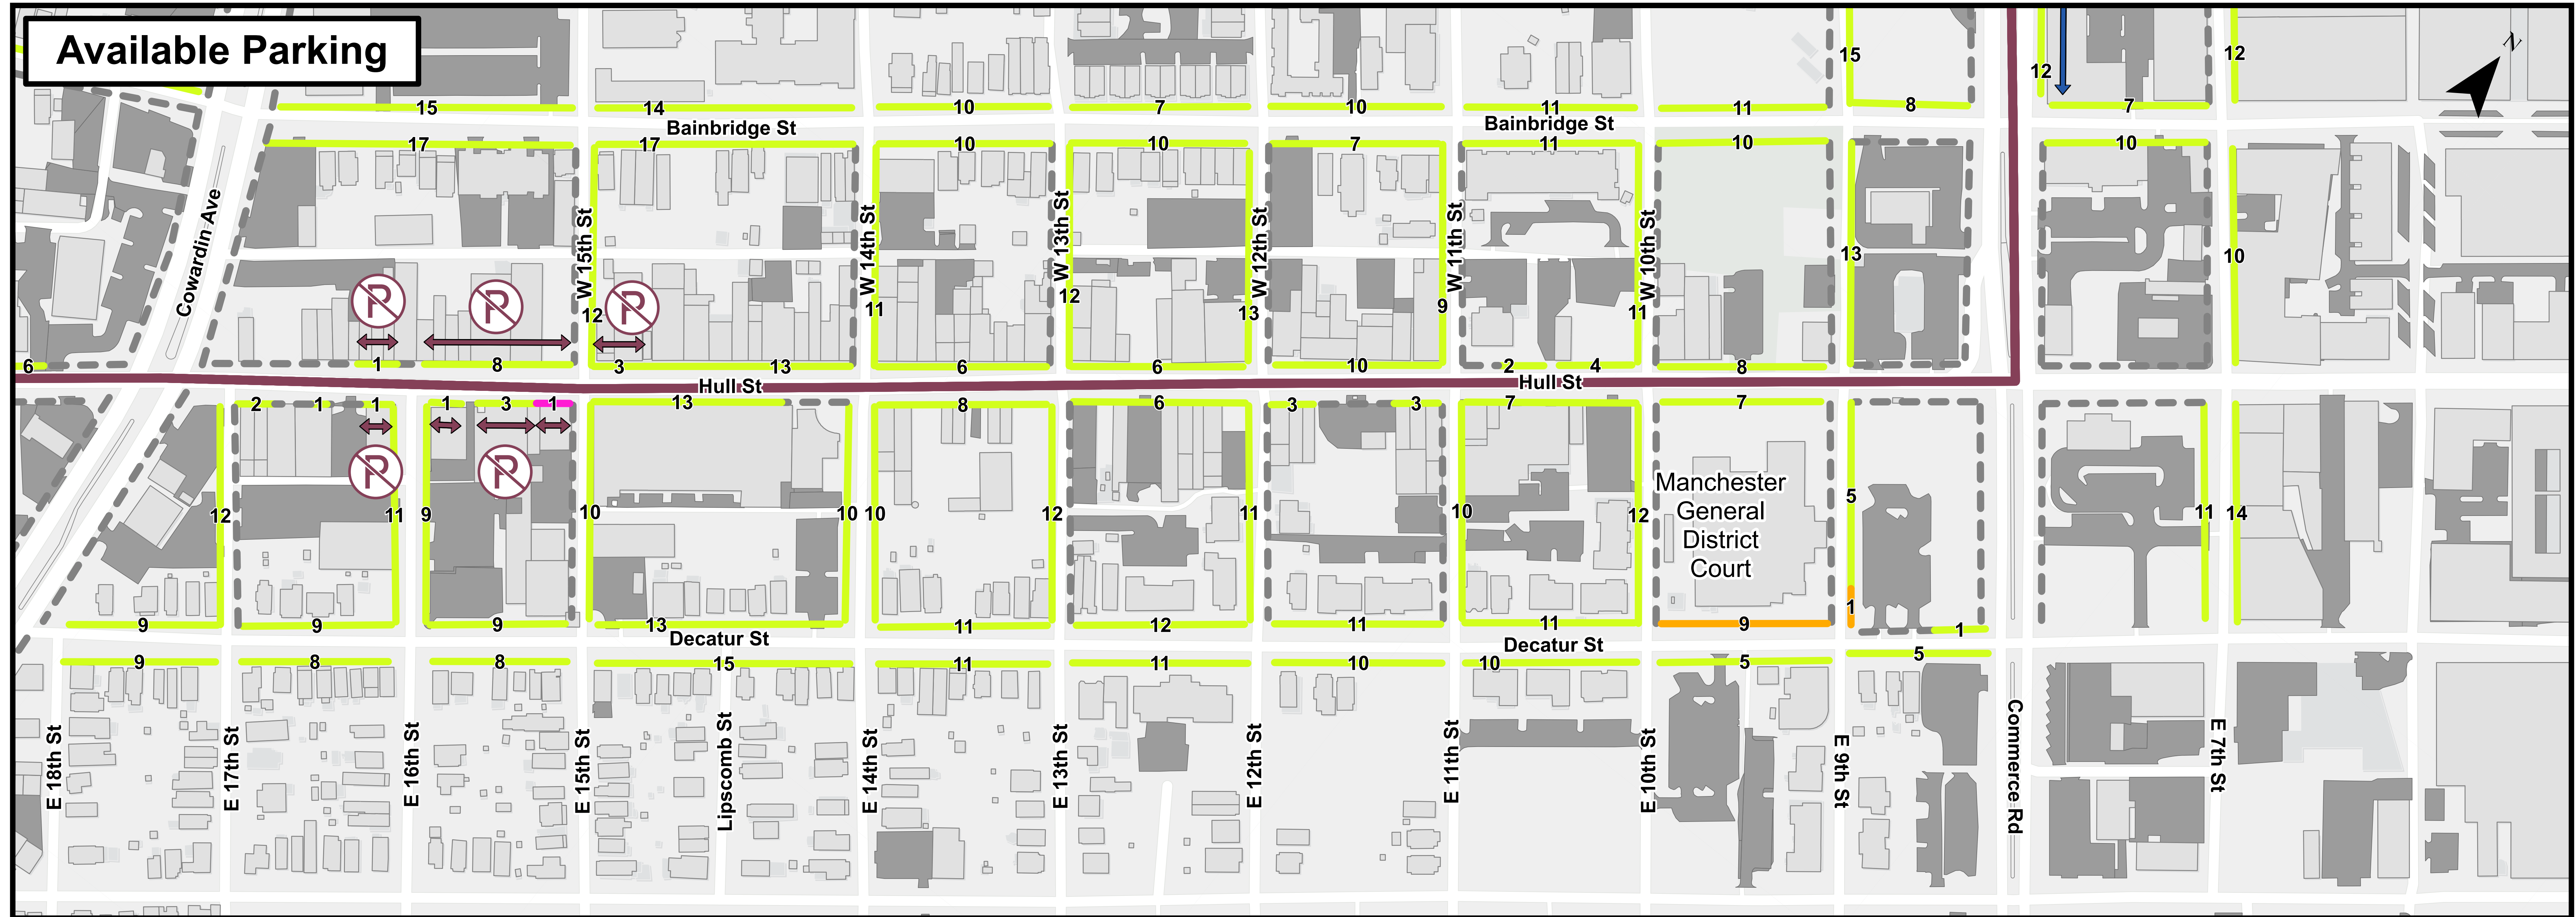 Available Parking
15
12
12
15
14
10
7
10
11
11
8
7
Bainbridge St
Bainbridge St
17
17
10
10
7
11
10
10
Cowardin Ave
W 15th St
W 14th St
W 13th St
W 12th St
W 11th St
W 10th St
13
10
P
P
P
12
11
12
13
9
11
6
1
8
3
13
6
6
10
2
4
8
Hull St
Hull St
2
1
1
1
3
1
13
8
6
3
3
7
7
P
P
Manchester
General
District
Court
12
11
9
10
10
10
12
11
10
12
5
11
14
1
9
9
9
13
11
12
11
11
9
1
Decatur St
Decatur St
9
8
8
15
11
11
10
10
5
5
E 18th St
E 17th St
E 16th St
E 15th St
Lipscomb St
E 14th St
E 13th St
E 12th St
E 11th St
E 10th St
E 9th St
Commerce Rd
E 7th St
N